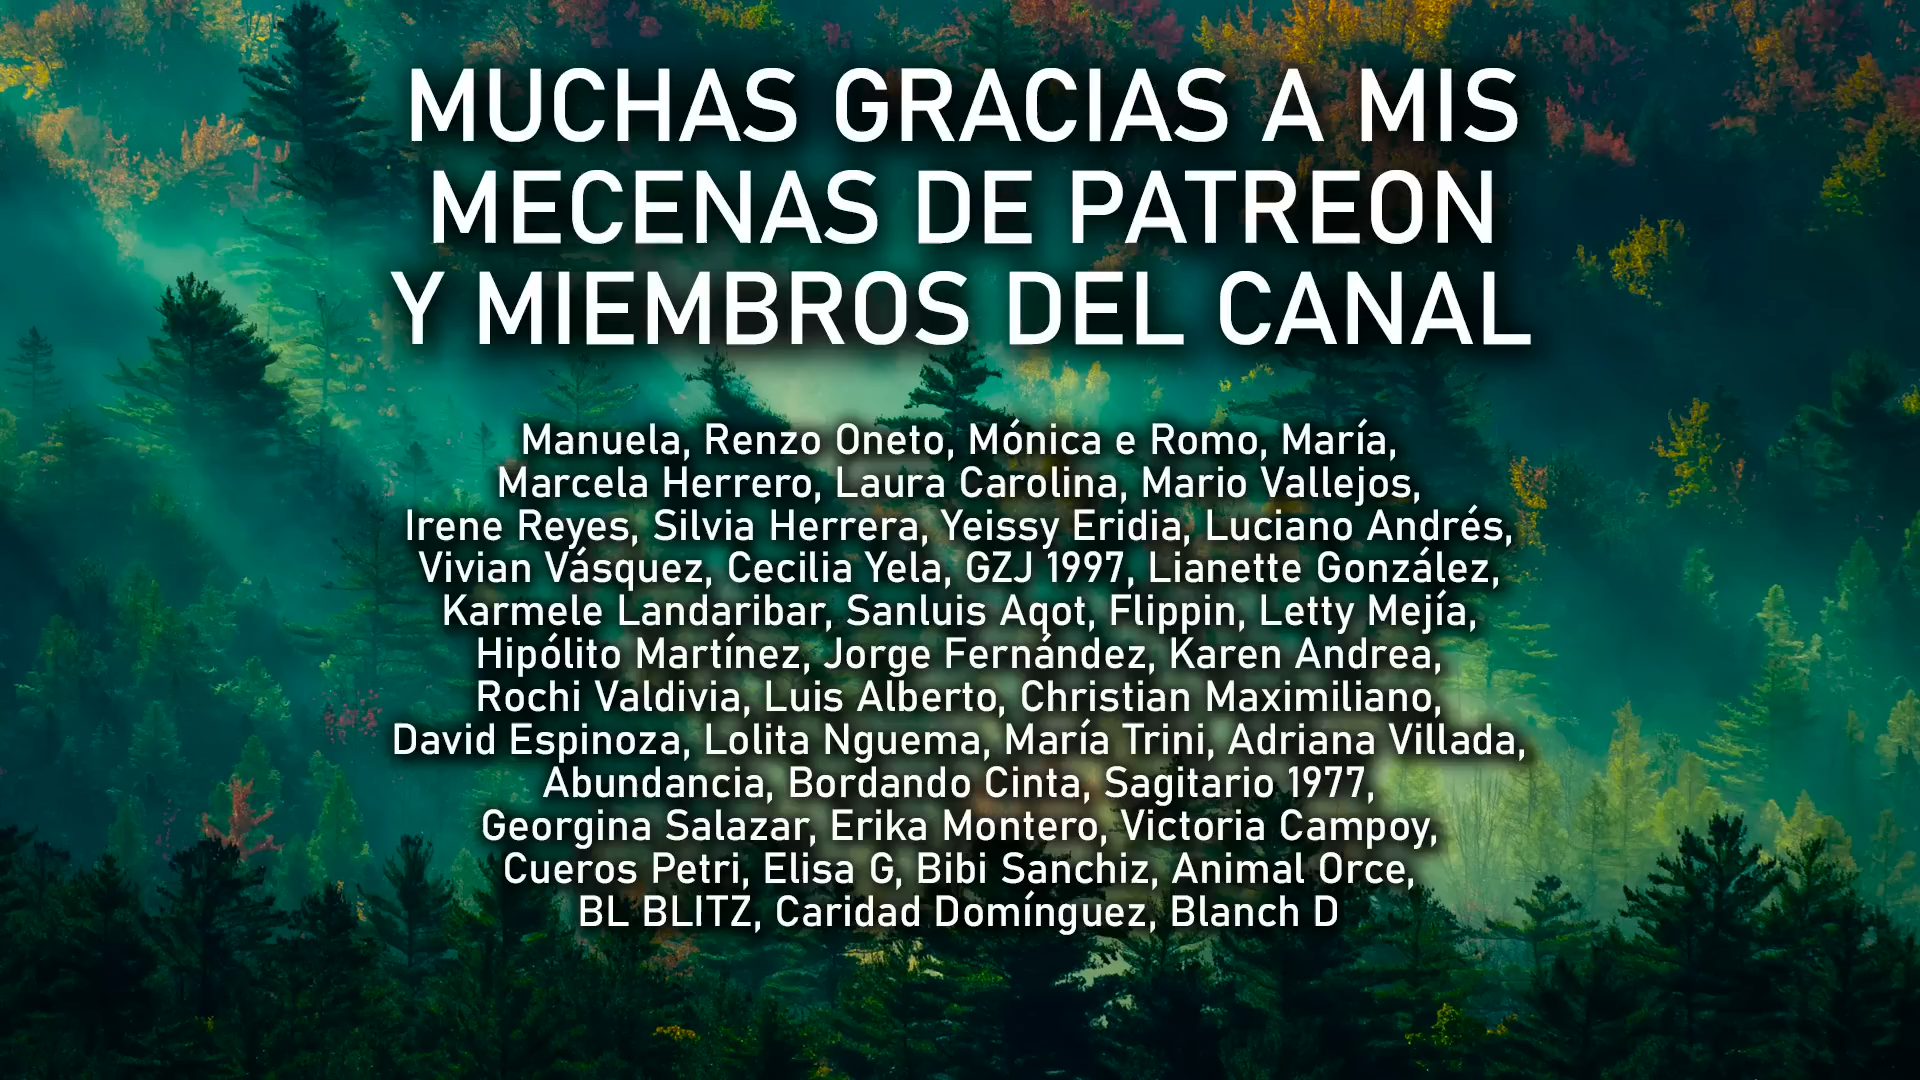 MUCHAS GRACIAS A MIS
MECENAS DE PATREON
Y MIEMBROS DEL CANAL
Manuela, Renzo Oneto, Mónica e Romo, María,
Marcela Herrero, Laura Carolina, Mario Vallejos,
Irene Reyes, Silvia Herrera, Yeissy Eridia, Luciano Andrés,
Vivian Vásquez, Cecilia Yela, GZJ 1997, Lianette González,
Karmele Landaribar, Sanluis Aqot, Flippin, Letty Mejía,
Hipólito Martínez, Jorge Fernández, Karen Andrea,
Rochi Valdivia, Luis Alberto, Christian Maximiliano,
David Espinoza, Lolita Nguema, María Trini, Adriana Villada,
Abundancia, Bordando Cinta, Sagitario 1977,
Georgina Salazar, Erika Montero, Victoria Campoy,
Cueros Petri, Elisa G, Bibi Sanchiz, Animal Orce,
BL BLITZ, Caridad Domínguez, Blanch D